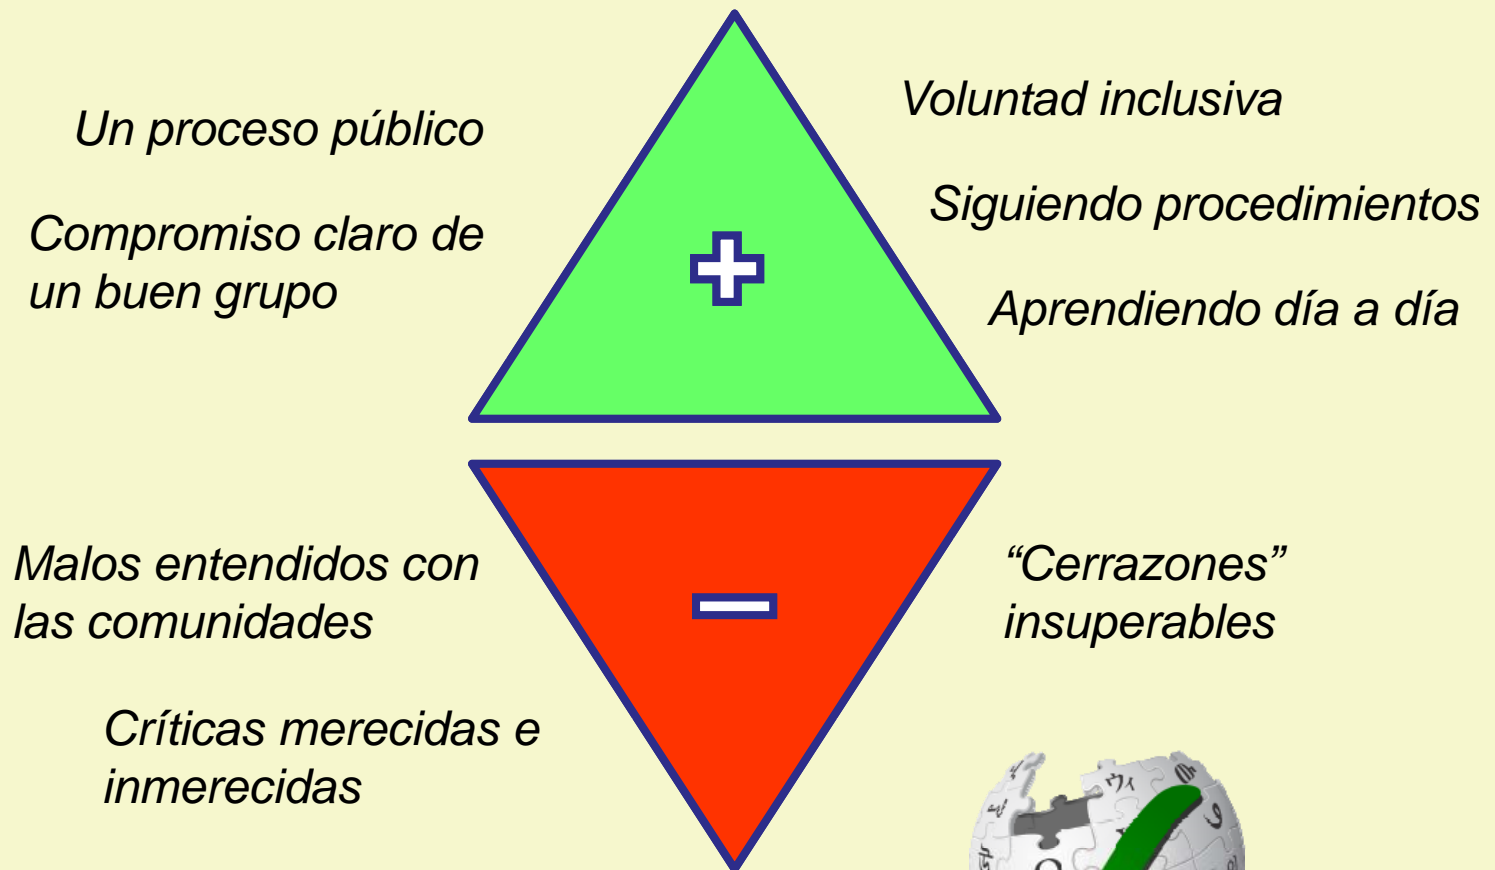 Un proceso público
Compromiso claro de
un buen grupo
Voluntad inclusiva
Siguiendo procedimientos
Aprendiendo día a día
+
−
Malos entendidos con
las comunidades
Críticas merecidas e
inmerecidas
“Cerrazones”
insuperables